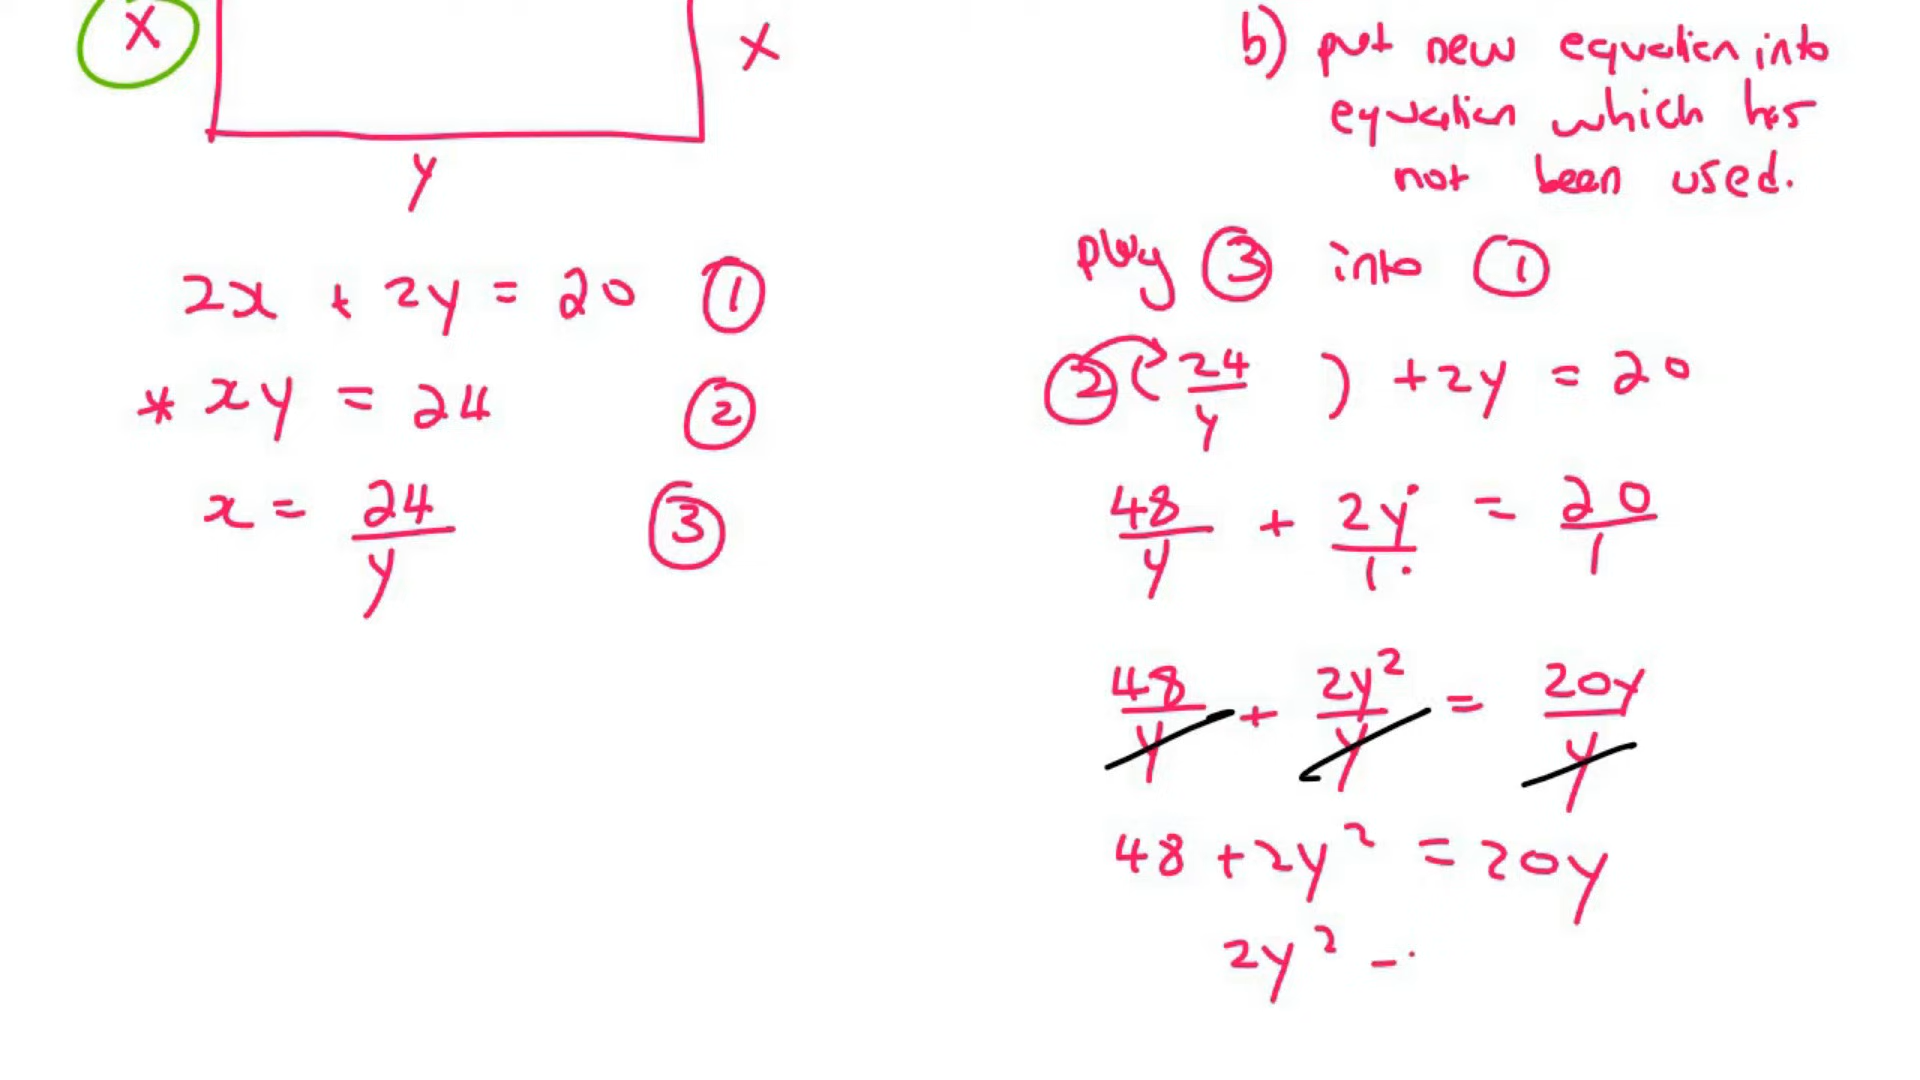 X
X
y
2x + 2y = 20 ①
* xy = 24 ②
x = 24/y ③
b) put new equation into
equation which has
not been used.
plug ③ into ①
2(24/y) + 2y = 20
48/y + 2y/1 = 20/1
48/y + 2y²/y = 20y/y
48 + 2y² = 20y
2y² -